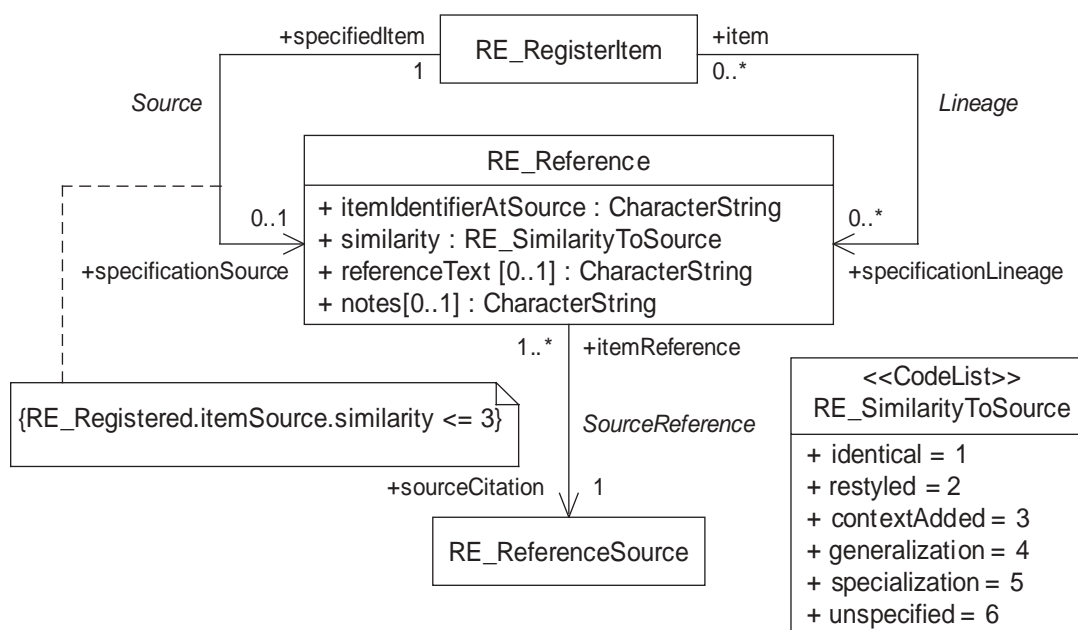 +specifiedItem
1
RE_RegisterItem
+item
0..*
Source
Lineage
RE_Reference
+ itemIdentifierAtSource : CharacterString
+ similarity : RE_SimilarityToSource
+ referenceText [0..1] : CharacterString
+ notes[0..1] : CharacterString
0..1
+specificationSource
0..*
+specificationLineage
1..*
+itemReference
{RE_Registered.itemSource.similarity <= 3}
SourceReference
+sourceCitation
1
RE_ReferenceSource
<<CodeList>>
RE_SimilarityToSource
+ identical = 1
+ restyled = 2
+ contextAdded = 3
+ generalization = 4
+ specialization = 5
+ unspecified = 6